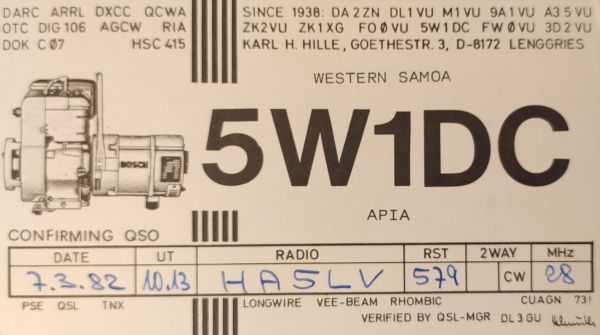 DARC ARRL DXCC QCWA
OTC DIG 106 AGCW RIA
DOK C07 HSC 415
SINCE 1938: DA2ZN DL1VU M1VU 9A1VU A35VU
ZK2VU ZK1XG FO0VU 5W1DC FW0VU 3D2VU
KARL H. HILLE, GOETHESTR. 3, D-8172 LENGGRIES
WESTERN SAMOA
5W1DC
BOSCH
APIA
CONFIRMING QSO
DATE UT RADIO RST 2WAY MHz
7.3.82 10.13 HA5LV 579 CW 28
PSE QSL TNX LONGWIRE VEE-BEAM RHOMBIC CUAGN 73!
VERIFIED BY QSL-MGR DL3GU